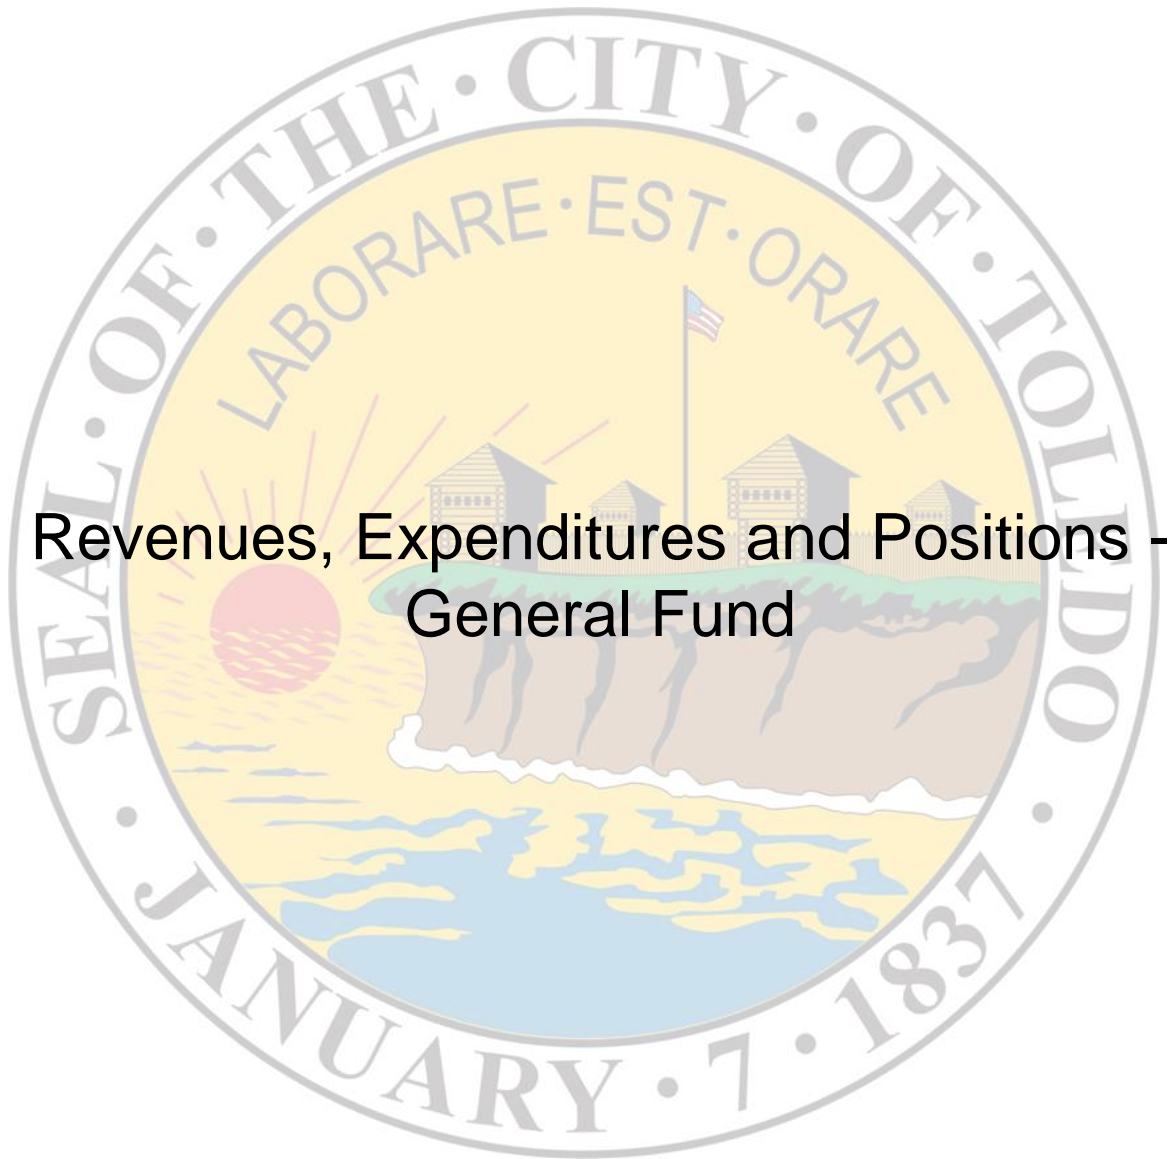 SEAL · OF · THE · CITY · OF · TOLEDO
LABORARE · EST · ORARE
Revenues, Expenditures and Positions -
General Fund
· JANUARY · 7 · 1837 ·